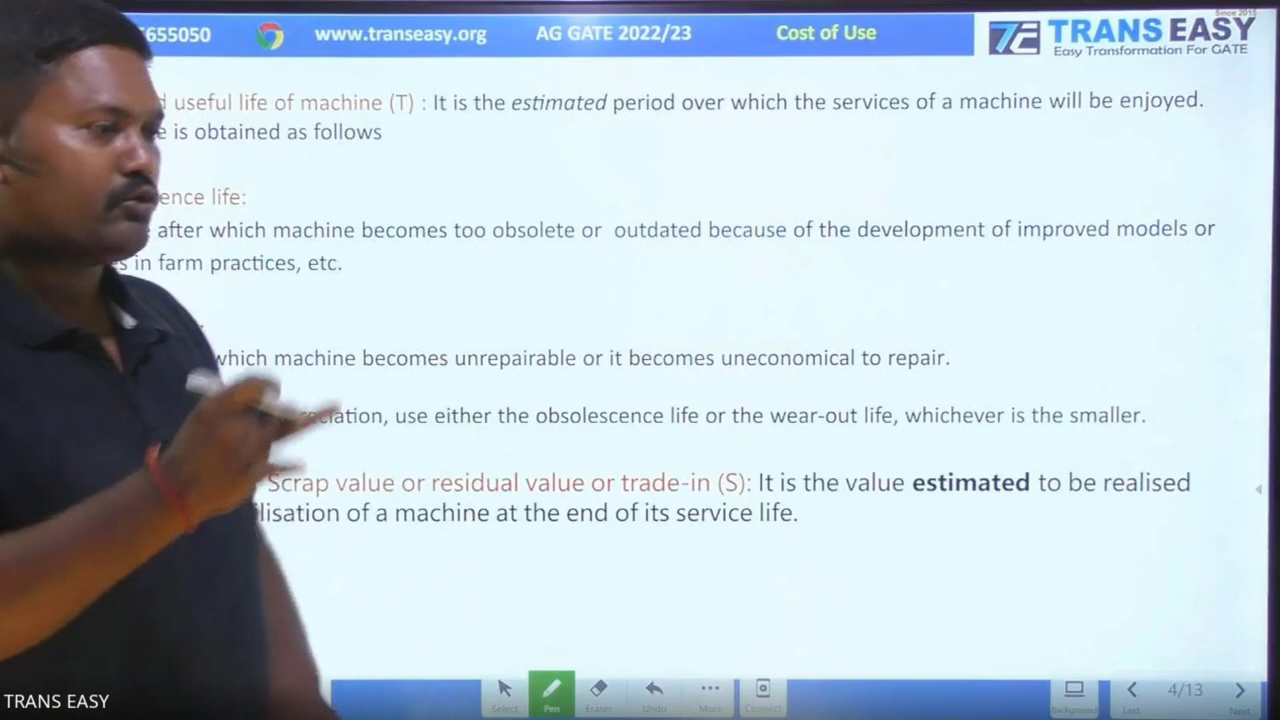 655050 www.transeasy.org AG GATE 2022/23 Cost of Use
Since 2015
TRANS EASY
Easy Transformation For GATE
useful life of machine (T) : It is the estimated period over which the services of a machine will be enjoyed.
is obtained as follows
ence life:
after which machine becomes too obsolete or outdated because of the development of improved models or
in farm practices, etc.
which machine becomes unrepairable or it becomes uneconomical to repair.
use either the obsolescence life or the wear-out life, whichever is the smaller.
Scrap value or residual value or trade-in (S): It is the value estimated to be realised
lisation of a machine at the end of its service life.
Select Pen Eraser Undo More Connect Background Last 4/13 Next
TRANS EASY